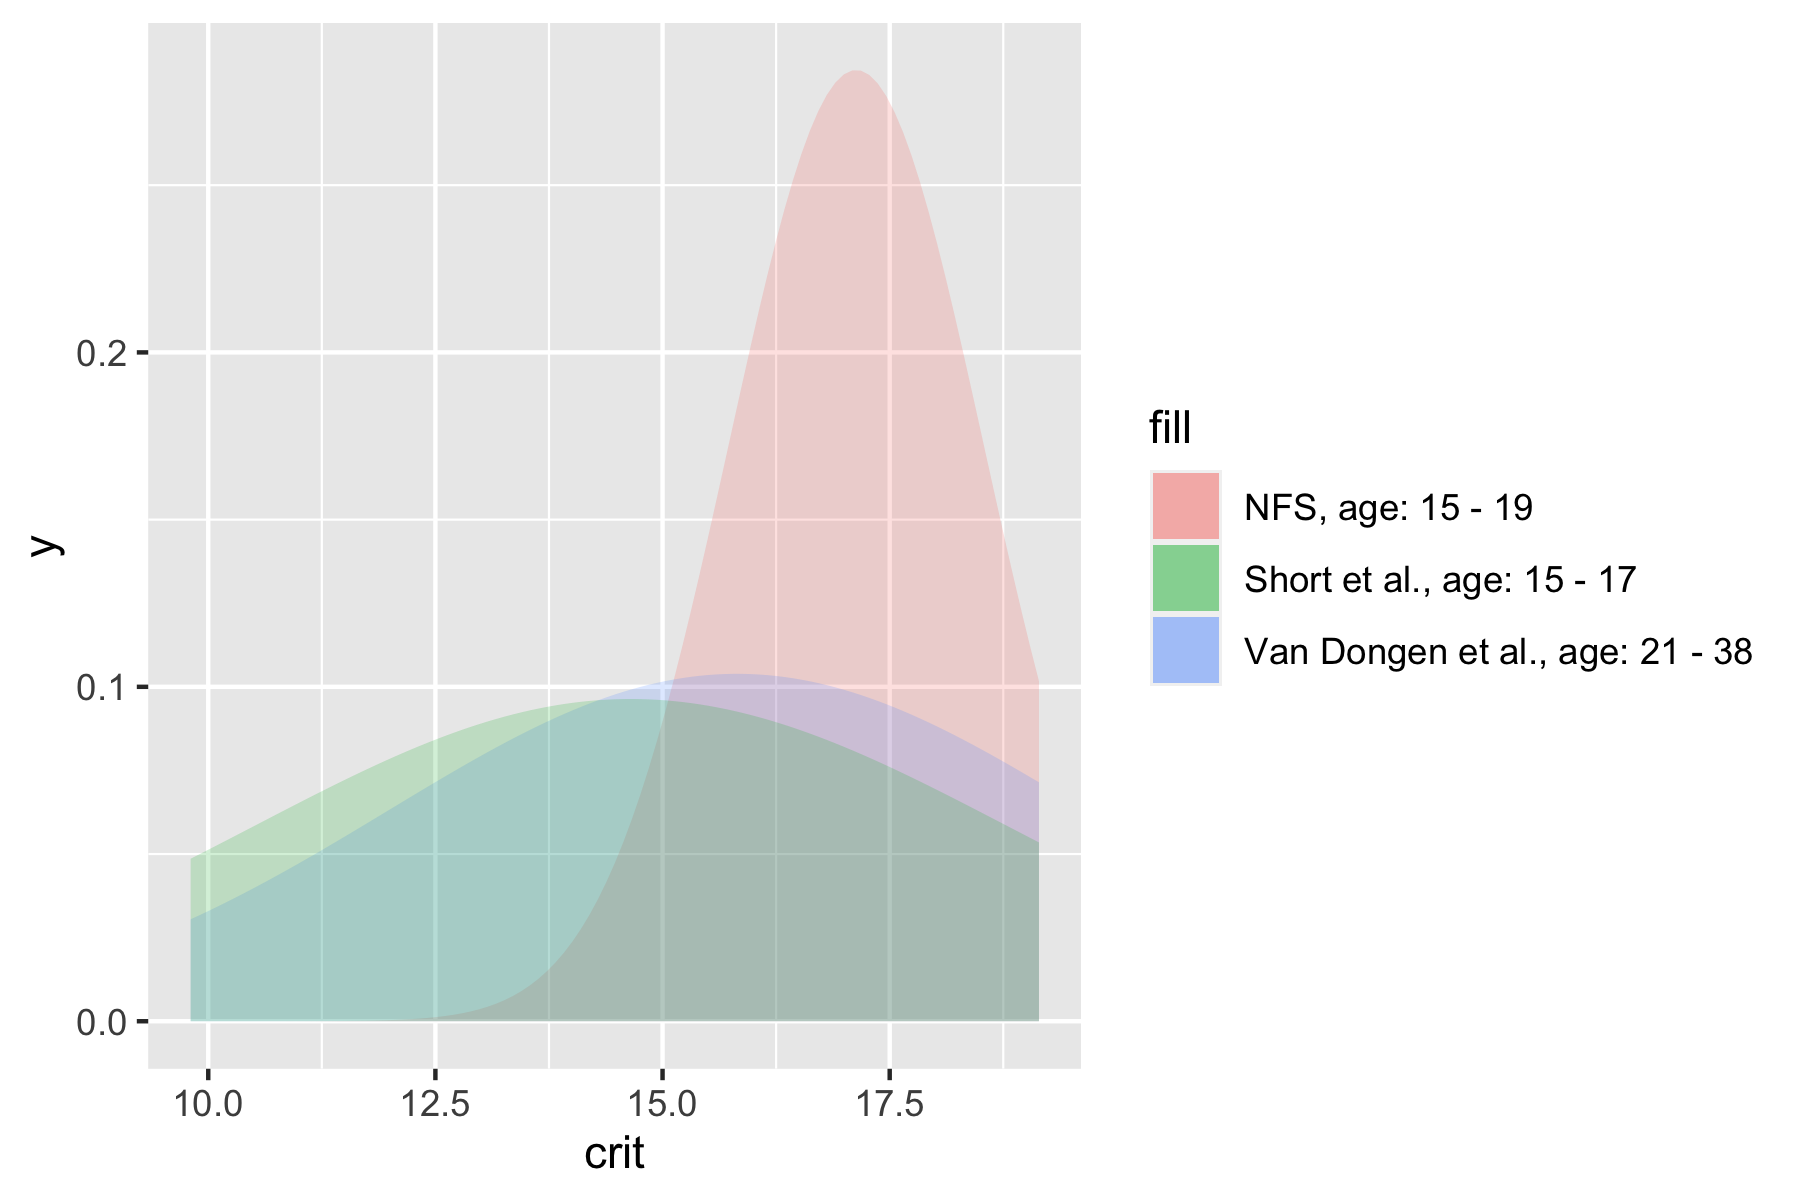 0.2
0.1
0.0
y
10.0 12.5 15.0 17.5
crit
fill
NFS, age: 15 - 19
Short et al., age: 15 - 17
Van Dongen et al., age: 21 - 38